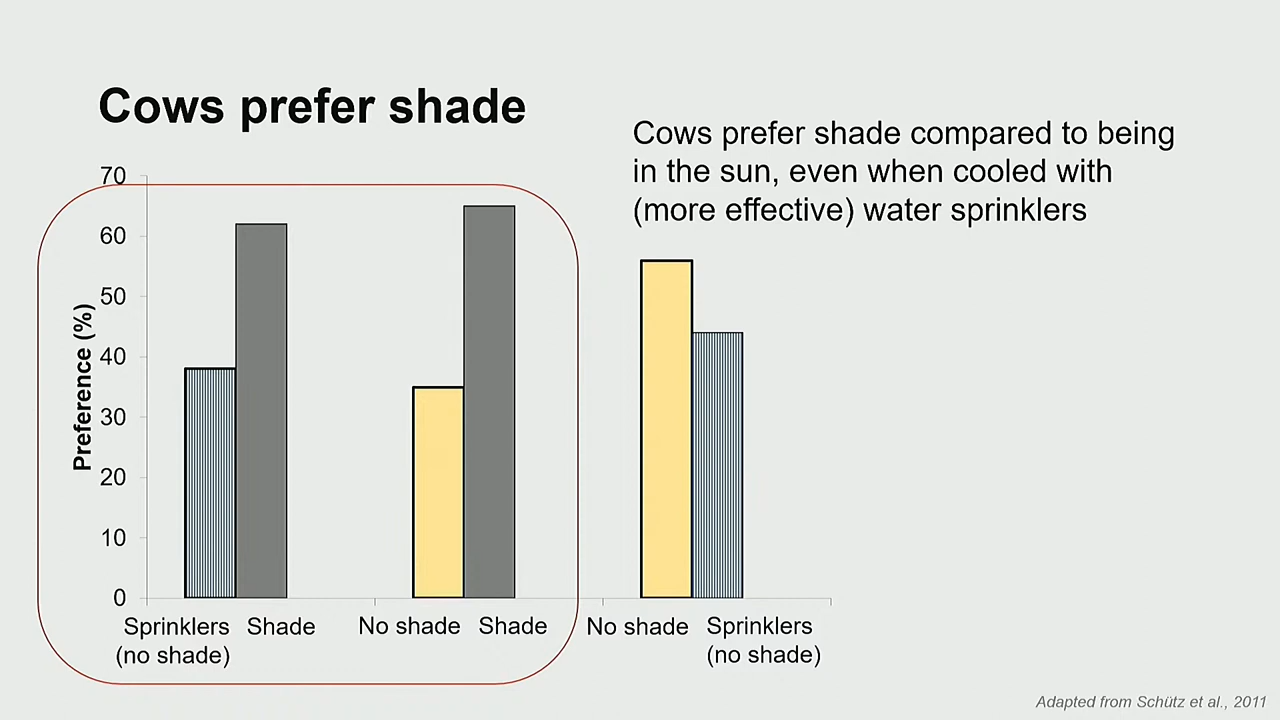 Cows prefer shade
Cows prefer shade compared to being
in the sun, even when cooled with
(more effective) water sprinklers
Preference (%)
70
60
50
40
30
20
10
0
Sprinklers
(no shade)
Shade
No shade
Shade
No shade
Sprinklers
(no shade)
Adapted from Schütz et al., 2011